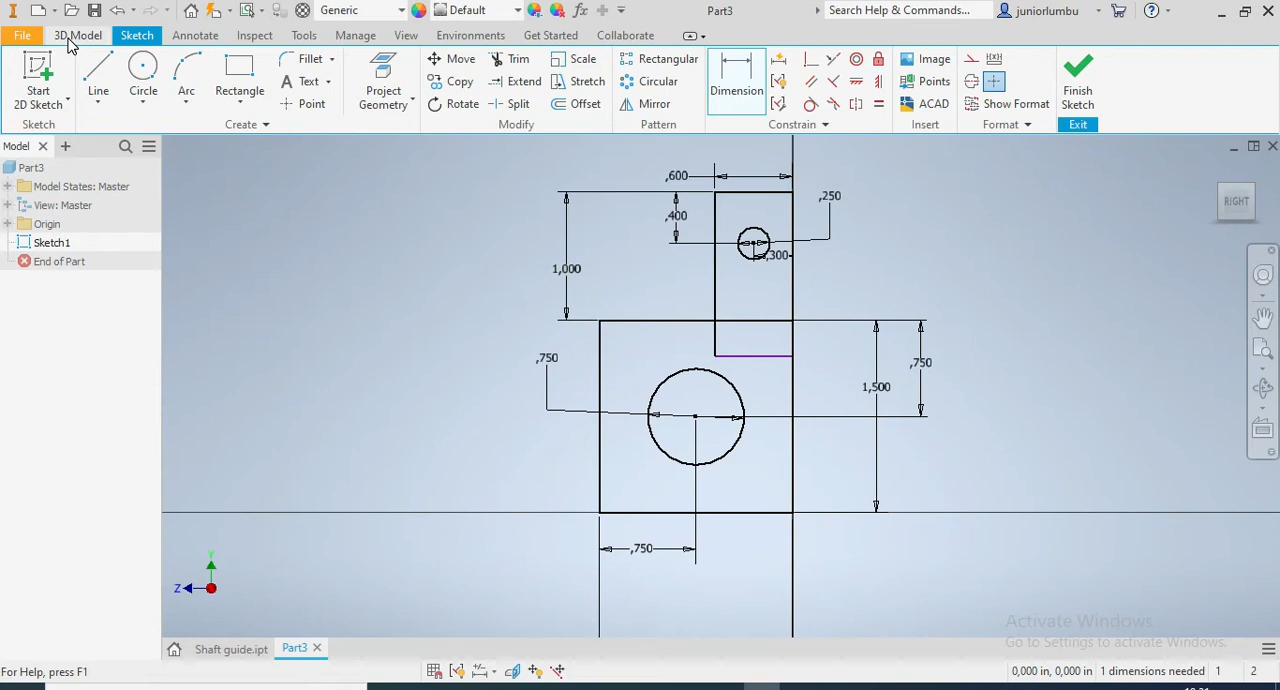 Generic
Default
fx
Part3
Search Help & Commands...
juniorlumbu
File
3D Model
Sketch
Annotate
Inspect
Tools
Manage
View
Environments
Get Started
Collaborate
Start
2D Sketch
Line
Circle
Arc
Rectangle
Fillet
Text
Point
Project
Geometry
Move
Copy
Rotate
Trim
Extend
Split
Scale
Stretch
Offset
Rectangular
Circular
Mirror
Dimension
Image
Points
ACAD
Show Format
Finish
Sketch
Sketch
Create
Modify
Pattern
Constrain
Insert
Format
Exit
Model
Part3
Model States: Master
View: Master
Origin
Sketch1
End of Part
RIGHT
,600
,250
,400
,300
1,000
,750
,750
1,500
,750
Y
Z
Activate Windows
Go to Settings to activate Windows.
Shaft guide.ipt
Part3
For Help, press F1
0,000 in, 0,000 in
1 dimensions needed
1
2